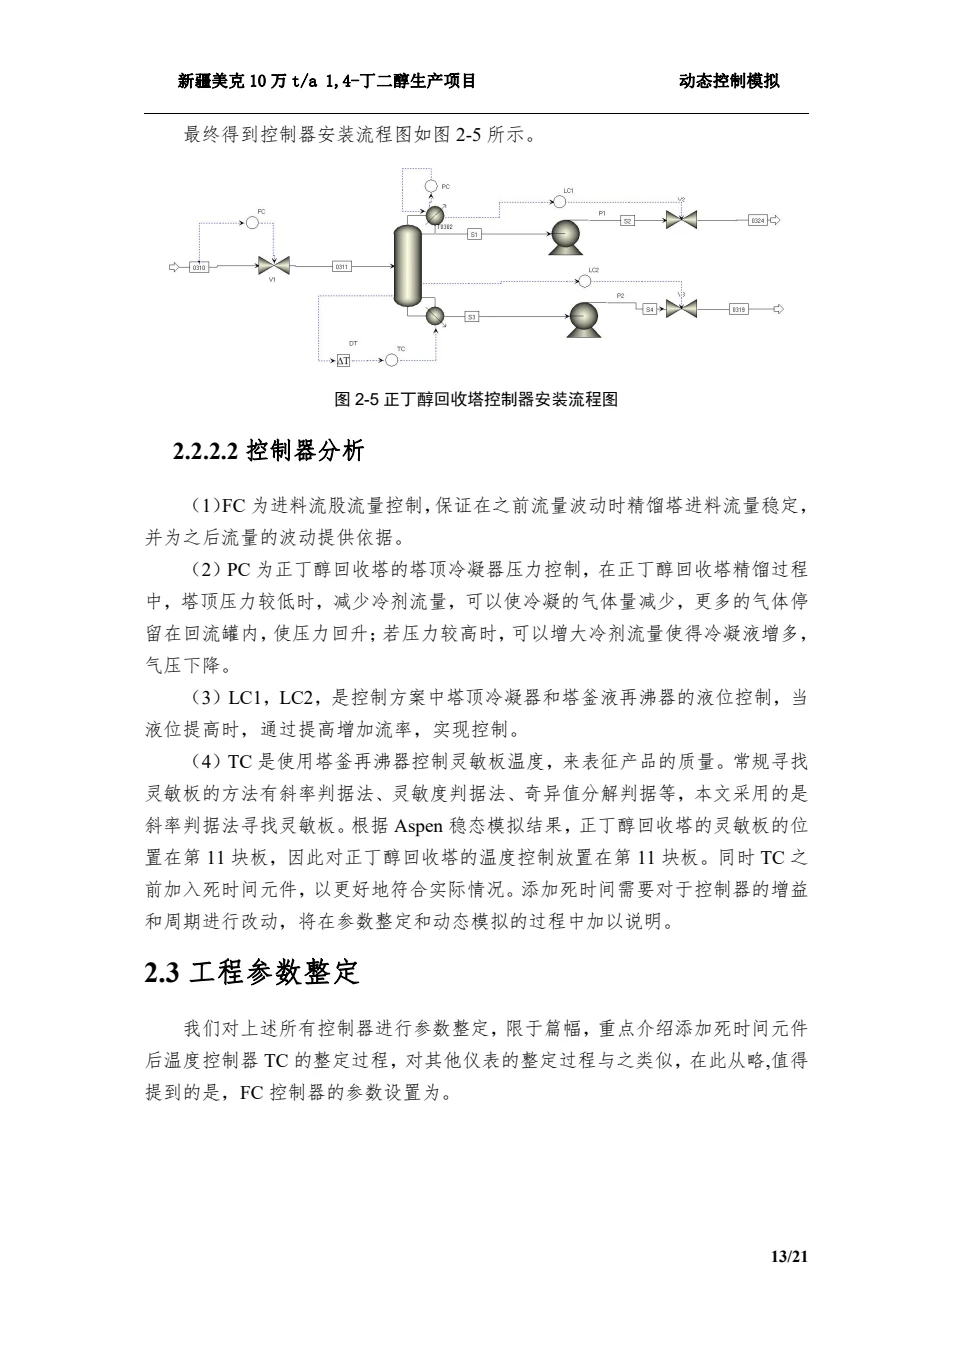 新疆美克 10 万 t/a 1,4-丁二醇生产项目 动态控制模拟
最终得到控制器安装流程图如图 2-5 所示。
PC
LC1
V2
FC
P1
S2
0324
T0302
S1
0310
0311
V1
LC2
P2
V3
S3
S4
0319
DT
TC
ΔT
图 2-5 正丁醇回收塔控制器安装流程图
2.2.2.2 控制器分析
（1）FC 为进料流股流量控制，保证在之前流量波动时精馏塔进料流量稳定，
并为之后流量的波动提供依据。
（2）PC 为正丁醇回收塔的塔顶冷凝器压力控制，在正丁醇回收塔精馏过程
中，塔顶压力较低时，减少冷剂流量，可以使冷凝的气体量减少，更多的气体停
留在回流罐内，使压力回升；若压力较高时，可以增大冷剂流量使得冷凝液增多，
气压下降。
（3）LC1，LC2，是控制方案中塔顶冷凝器和塔釜液再沸器的液位控制，当
液位提高时，通过提高增加流率，实现控制。
（4）TC 是使用塔釜再沸器控制灵敏板温度，来表征产品的质量。常规寻找
灵敏板的方法有斜率判据法、灵敏度判据法、奇异值分解判据等，本文采用的是
斜率判据法寻找灵敏板。根据 Aspen 稳态模拟结果，正丁醇回收塔的灵敏板的位
置在第 11 块板，因此对正丁醇回收塔的温度控制放置在第 11 块板。同时 TC 之
前加入死时间元件，以更好地符合实际情况。添加死时间需要对于控制器的增益
和周期进行改动，将在参数整定和动态模拟的过程中加以说明。
2.3 工程参数整定
我们对上述所有控制器进行参数整定，限于篇幅，重点介绍添加死时间元件
后温度控制器 TC 的整定过程，对其他仪表的整定过程与之类似，在此从略,值得
提到的是，FC 控制器的参数设置为。
13/21